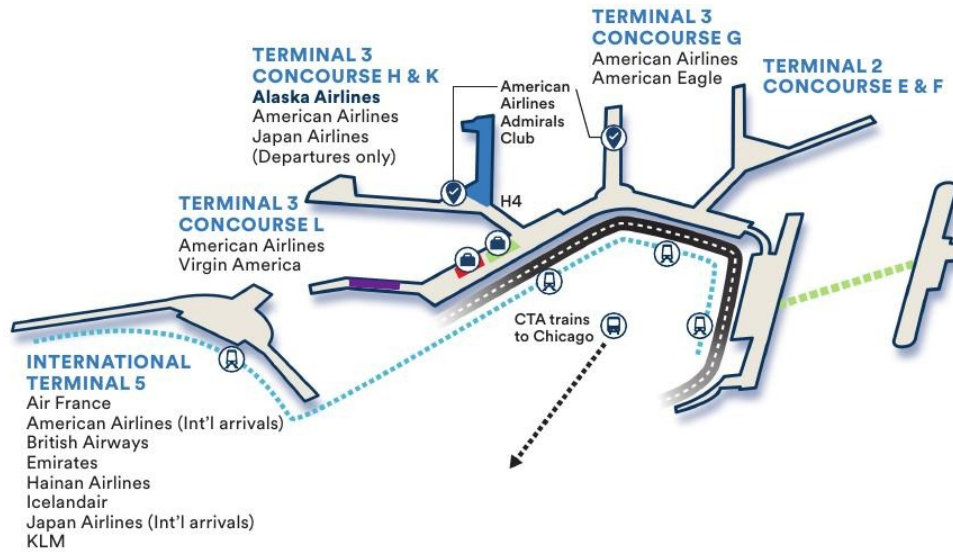 TERMINAL 3
CONCOURSE H & K
Alaska Airlines
American Airlines
Japan Airlines
(Departures only)
American
Airlines
Admirals
Club
TERMINAL 3
CONCOURSE G
American Airlines
American Eagle
TERMINAL 2
CONCOURSE E & F
H4
TERMINAL 3
CONCOURSE L
American Airlines
Virgin America
CTA trains
to Chicago
INTERNATIONAL
TERMINAL 5
Air France
American Airlines (Int'l arrivals)
British Airways
Emirates
Hainan Airlines
Icelandair
Japan Airlines (Int'l arrivals)
KLM